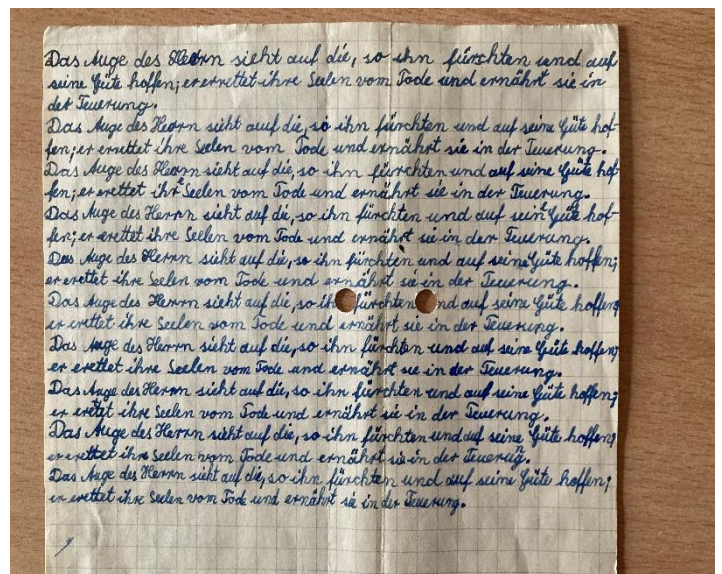 Das Auge des Herrn sieht auf die, so ihn fürchten und auf
seine Güte hoffen; er errettet ihre Seelen vom Tode und ernährt sie in
der Teuerung.
Das Auge des Herrn sieht auf die, so ihn fürchten und auf seine Güte hof-
fen; er errettet ihre Seelen vom Tode und ernährt sie in der Teuerung.
Das Auge des Herrn sieht auf die, so ihn fürchten und auf seine Güte hof-
fen; er erettet ihr Seelen vom Tode und ernährt sie in der Teuerung.
Das Auge des Herrn sieht auf die, so ihn fürchten und auf seine Güte hof-
fen; er erettet ihre Seelen vom Tode und ernährt sie in der Teuerung.
Das Auge des Herrn sieht auf die, so ihn fürchten und auf seine Güte hoffen;
er erettet ihre Seelen vom Tode und ernährt sie in der Teuerung.
Das Auge des Herrn sieht auf die, so fürchten auf seine Güte hoffen;
er erettet ihre Seelen vom Tode und ernährt sie in der Teuerung.
Das Auge des Herrn sieht auf die, so ihn fürchten und auf seine Güte hoffen;
er erettet ihre Seelen vom Tode und ernährt sie in der Teuerung.
Das Auge des Herrn sieht auf die, so ihn fürchten und auf seine Güte hoffen;
er eretet ihre Seelen vom Tode und ernährt sie in der Teuerung.
Das Auge des Herrn sieht auf die, so ihn fürchten und auf seine Güte hoffen;
er erettet ihre Seelen vom Tode und ernährt sie in der Teuerung.
Das Auge des Herrn sieht auf die, so ihn fürchten und auf seine Güte hoffen;
er erettet ihre Seelen vom Tode und ernährt sie in der Teuerung.